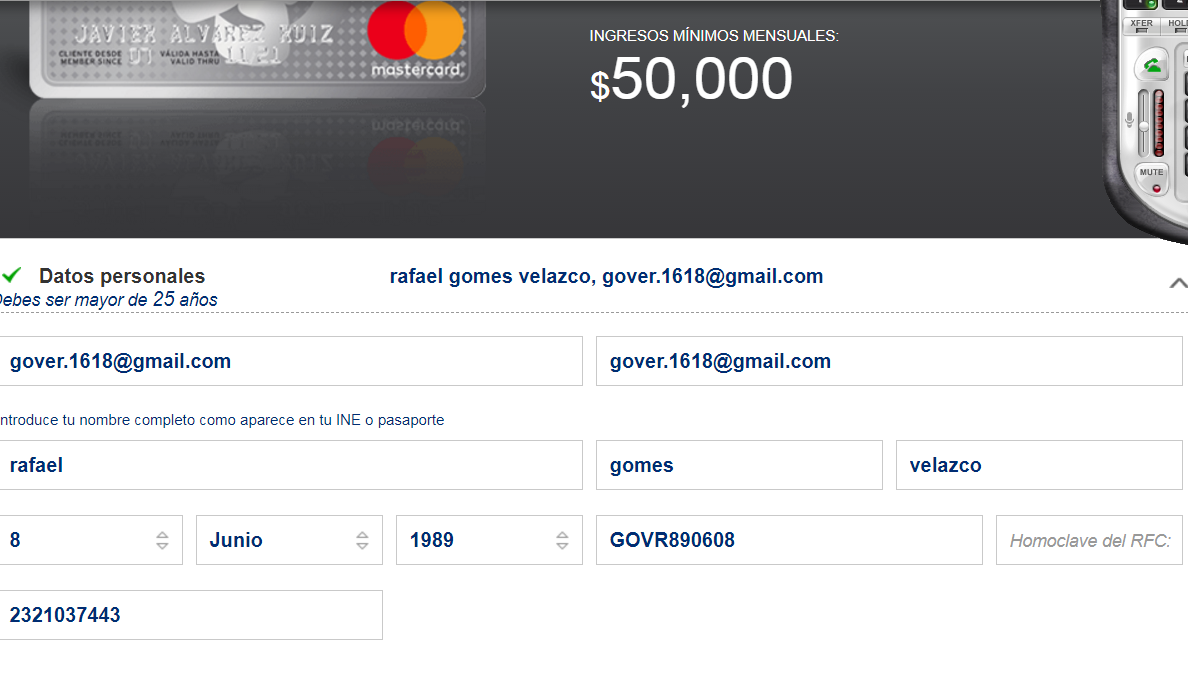 JAVIER ALVAREZ RUIZ
CLIENTE DESDE
MEMBER SINCE
VÁLIDA HASTA
VALID THRU
11/21
mastercard
INGRESOS MÍNIMOS MENSUALES:
$50,000
XFER
MUTE
Datos personales
rafael gomes velazco, gover.1618@gmail.com
Debes ser mayor de 25 años
gover.1618@gmail.com
gover.1618@gmail.com
ntroduce tu nombre completo como aparece en tu INE o pasaporte
rafael
gomes
velazco
8
Junio
1989
GOVR890608
Homoclave del RFC:
2321037443